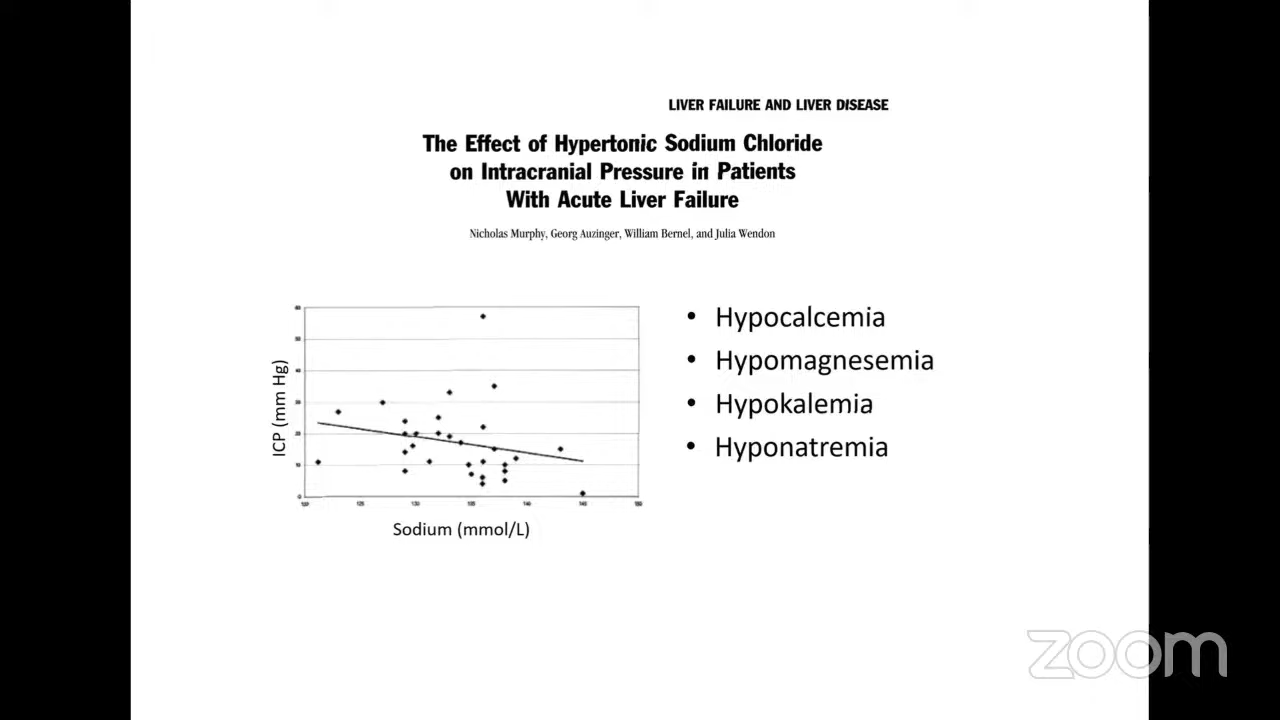 LIVER FAILURE AND LIVER DISEASE
The Effect of Hypertonic Sodium Chloride
on Intracranial Pressure in Patients
With Acute Liver Failure
Nicholas Murphy, Georg Auzinger, William Bernel, and Julia Wendon
ICP (mm Hg)
Sodium (mmol/L)
• Hypocalcemia
• Hypomagnesemia
• Hypokalemia
• Hyponatremia
zoom